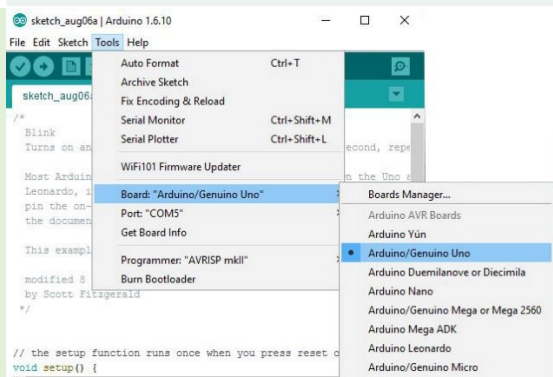 sketch_aug06a | Arduino 1.6.10
File Edit Sketch Tools Help
sketch_aug06
Auto Format Ctrl+T
Archive Sketch
Fix Encoding & Reload
Serial Monitor Ctrl+Shift+M
Serial Plotter Ctrl+Shift+L
WiFi101 Firmware Updater
Board: "Arduino/Genuino Uno"
Port: "COM5"
Get Board Info
Programmer: "AVRISP mkII"
Burn Bootloader
Boards Manager...
Arduino AVR Boards
Arduino Yún
Arduino/Genuino Uno
Arduino Duemilanove or Diecimila
Arduino Nano
Arduino/Genuino Mega or Mega 2560
Arduino Mega ADK
Arduino Leonardo
Arduino/Genuino Micro
/*
Blink
Turns on an econd, repe
Most Arduin n the Uno
Leonardo, i
pin the on-
the documen
This exampl
modified 8
by Scott Fitzgerald
*/
// the setup function runs once when you press reset o
void setup() {